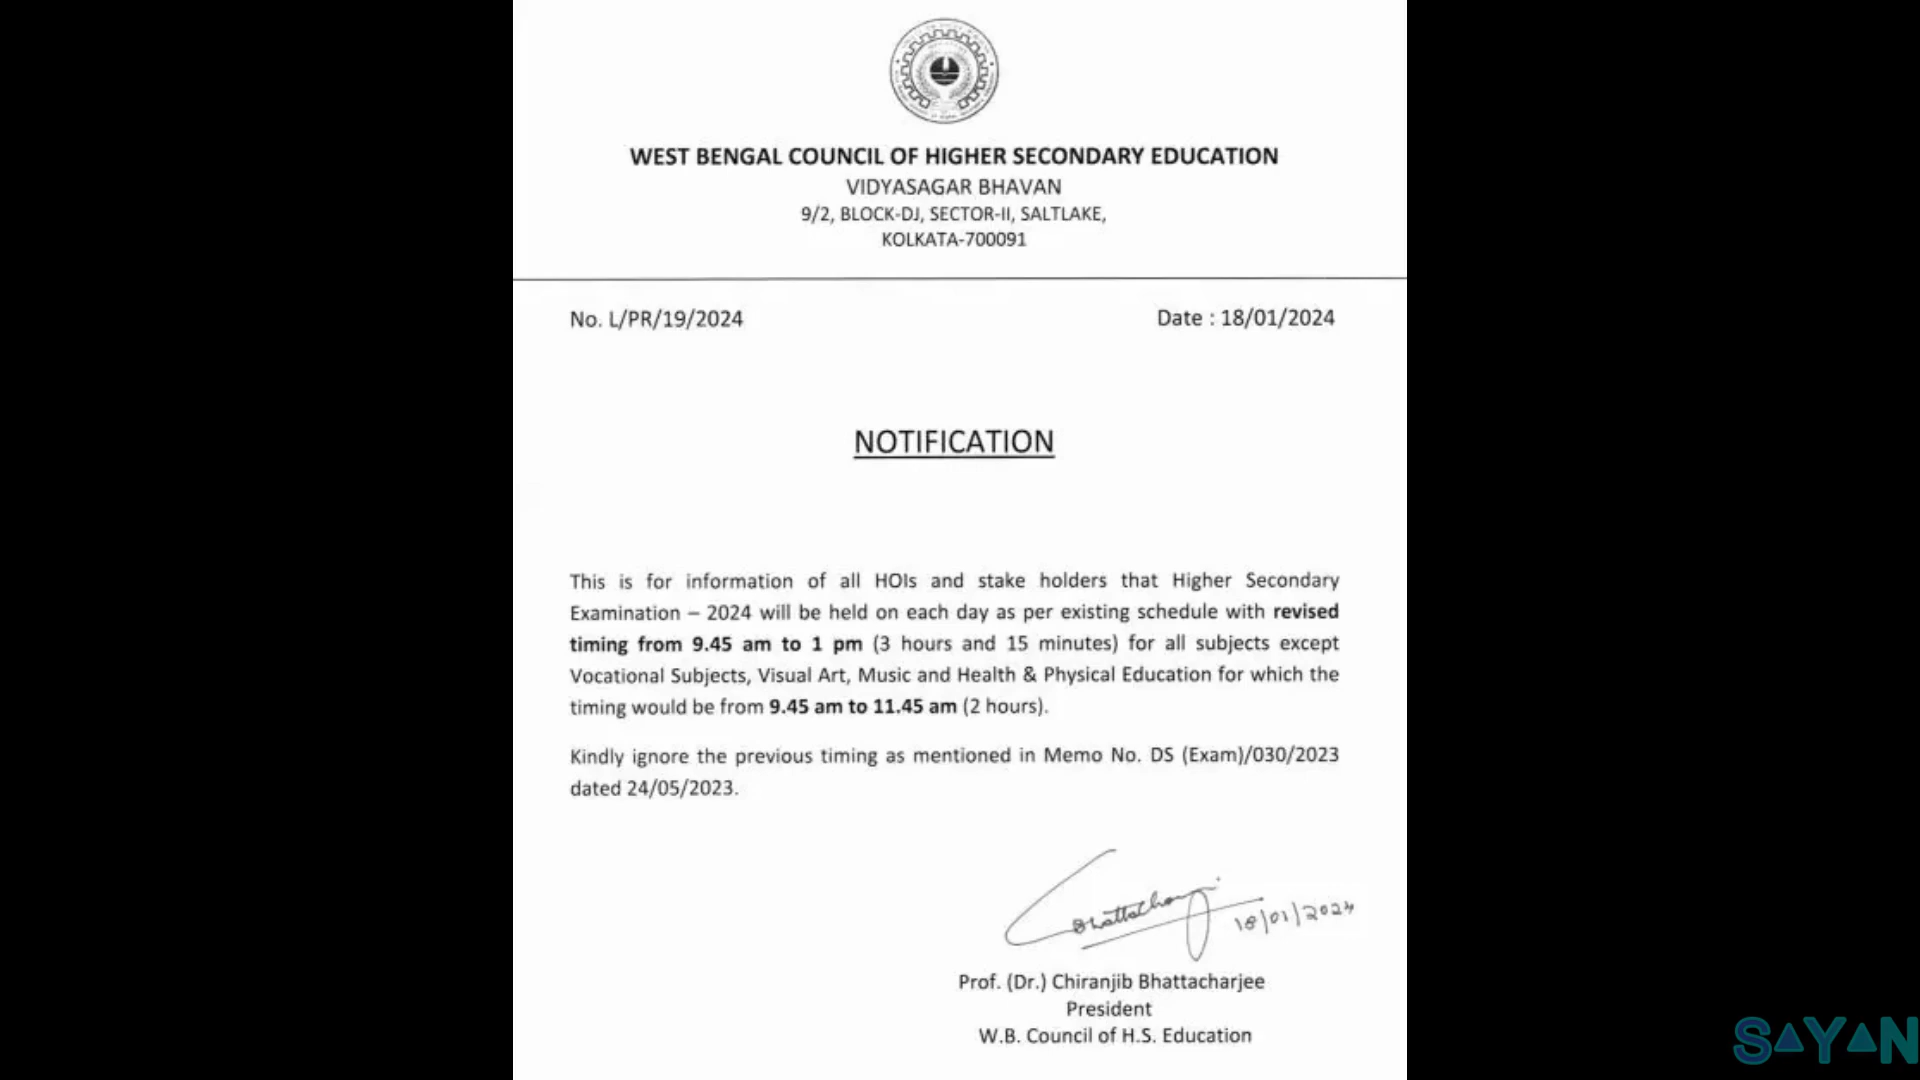 WEST BENGAL COUNCIL OF HIGHER SECONDARY EDUCATION
VIDYASAGAR BHAVAN
9/2, BLOCK-DJ, SECTOR-II, SALTLAKE,
KOLKATA-700091
No. L/PR/19/2024
Date : 18/01/2024
NOTIFICATION
This is for information of all HOIs and stake holders that Higher Secondary
Examination – 2024 will be held on each day as per existing schedule with revised
timing from 9.45 am to 1 pm (3 hours and 15 minutes) for all subjects except
Vocational Subjects, Visual Art, Music and Health & Physical Education for which the
timing would be from 9.45 am to 11.45 am (2 hours).
Kindly ignore the previous timing as mentioned in Memo No. DS (Exam)/030/2023
dated 24/05/2023.
18/01/2024
Prof. (Dr.) Chiranjib Bhattacharjee
President
W.B. Council of H.S. Education
SAYAN